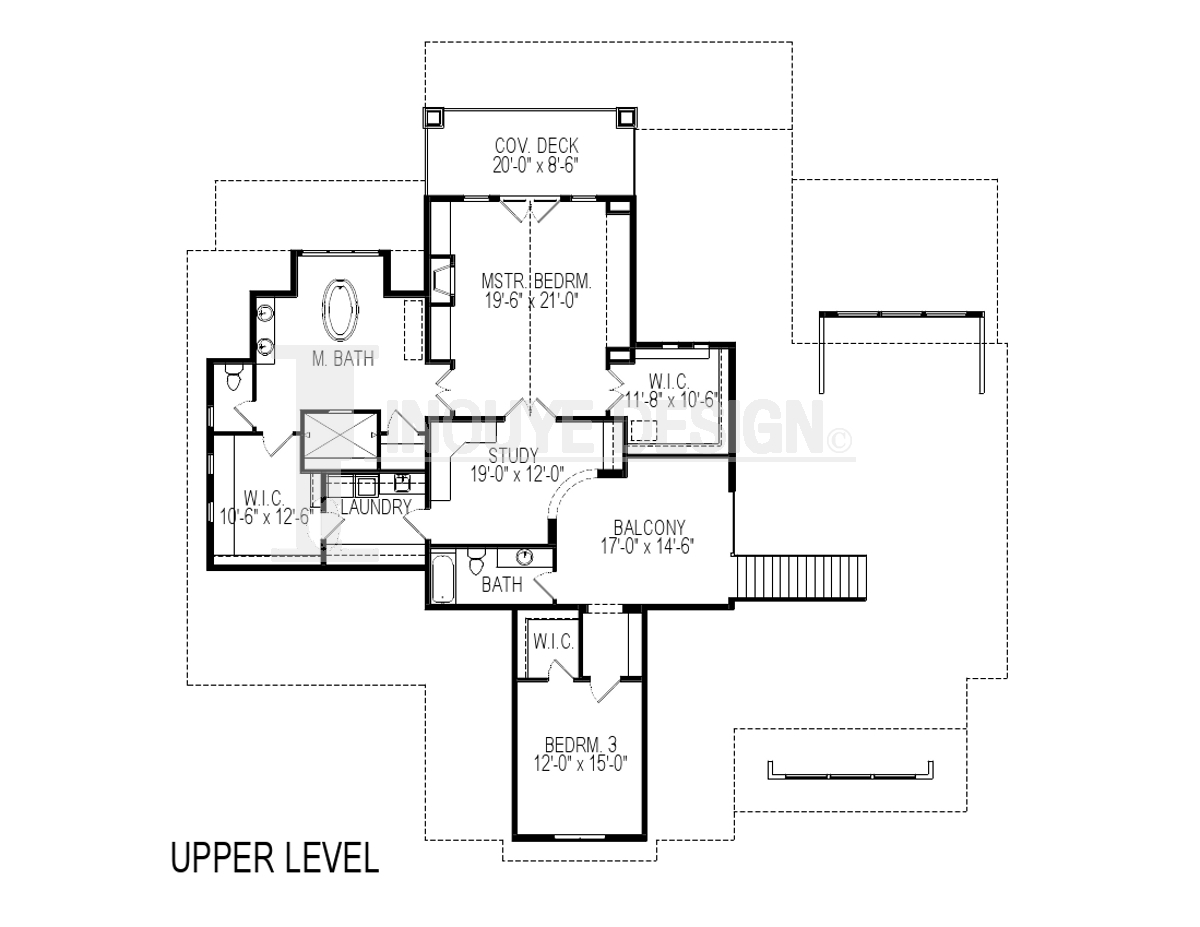 COV. DECK
20'-0" x 8'-6"
MSTR. BEDRM.
19'-6" x 21'-0"
M. BATH
W.I.C.
11'-8" x 10'-6"
INOUYE DESIGN©
STUDY
19'-0" x 12'-0"
W.I.C.
10'-6" x 12'-6"
LAUNDRY
BALCONY
17'-0" x 14'-6"
BATH
W.I.C.
BEDRM. 3
12'-0" x 15'-0"
UPPER LEVEL